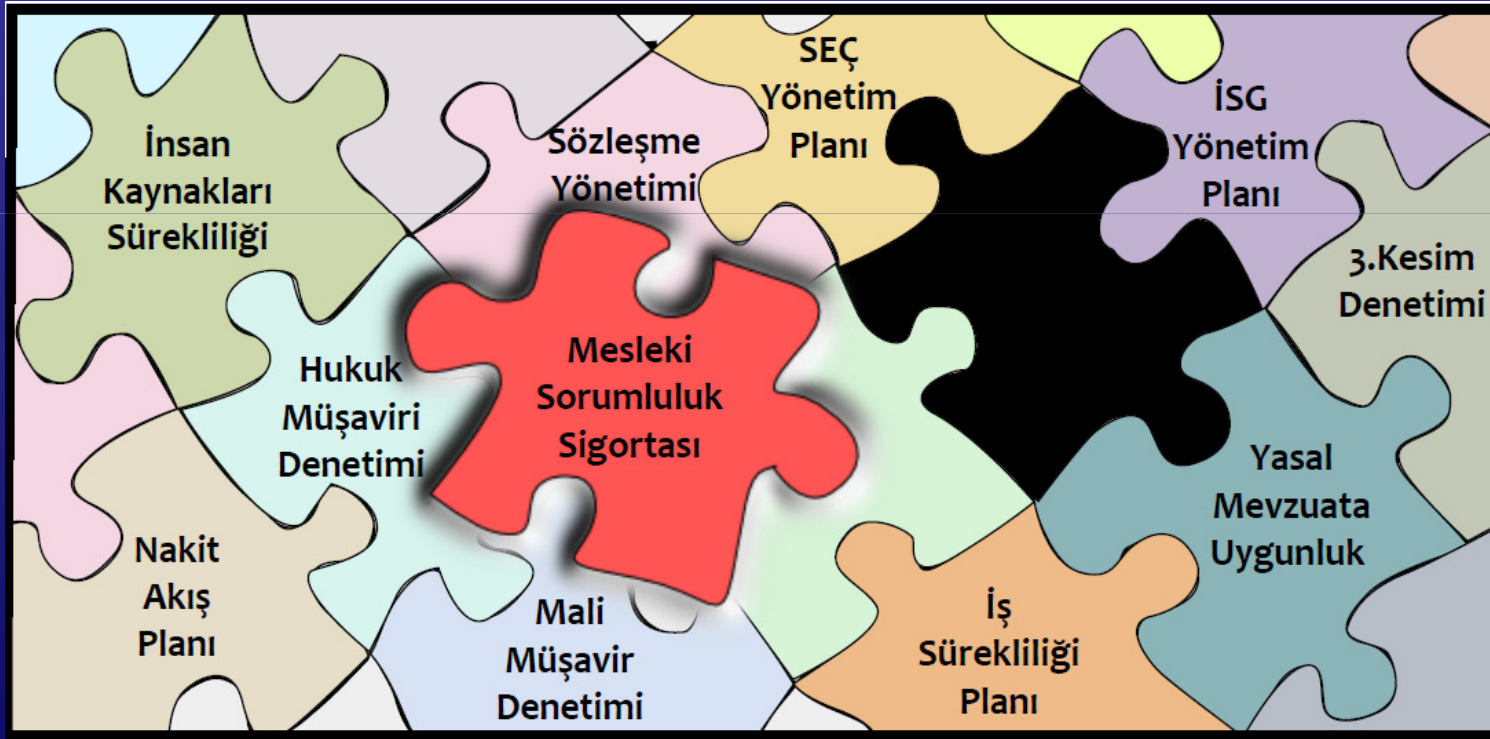 SEÇ
Yönetim
Planı
İSG
Yönetim
Planı
İnsan
Kaynakları
Sürekliliği
Sözleşme
Yönetimi
3.Kesim
Denetimi
Hukuk
Müşaviri
Denetimi
Mesleki
Sorumluluk
Sigortası
Yasal
Mevzuata
Uygunluk
Nakit
Akış
Planı
Mali
Müşavir
Denetimi
İş
Sürekliliği
Planı